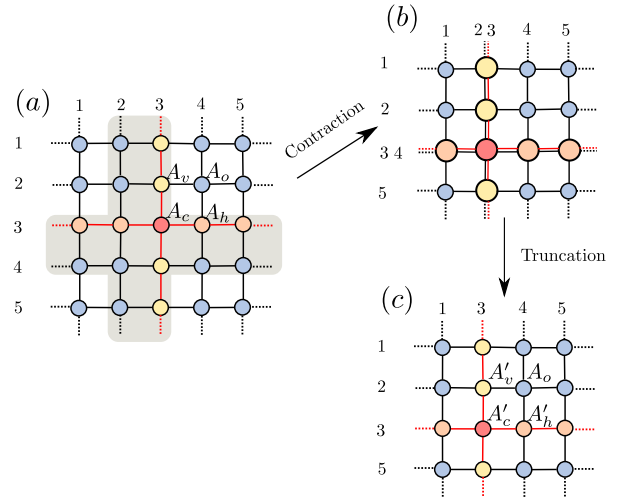 (a)
1 2 3 4 5
1
2 A_v A_o
3 A_c A_h
4
5
Contraction
(b)
1 2 3 4 5
1
2
3 4
5
Truncation
(c)
1 3 4 5
1
2 A'_v A_o
3 A'_c A'_h
5